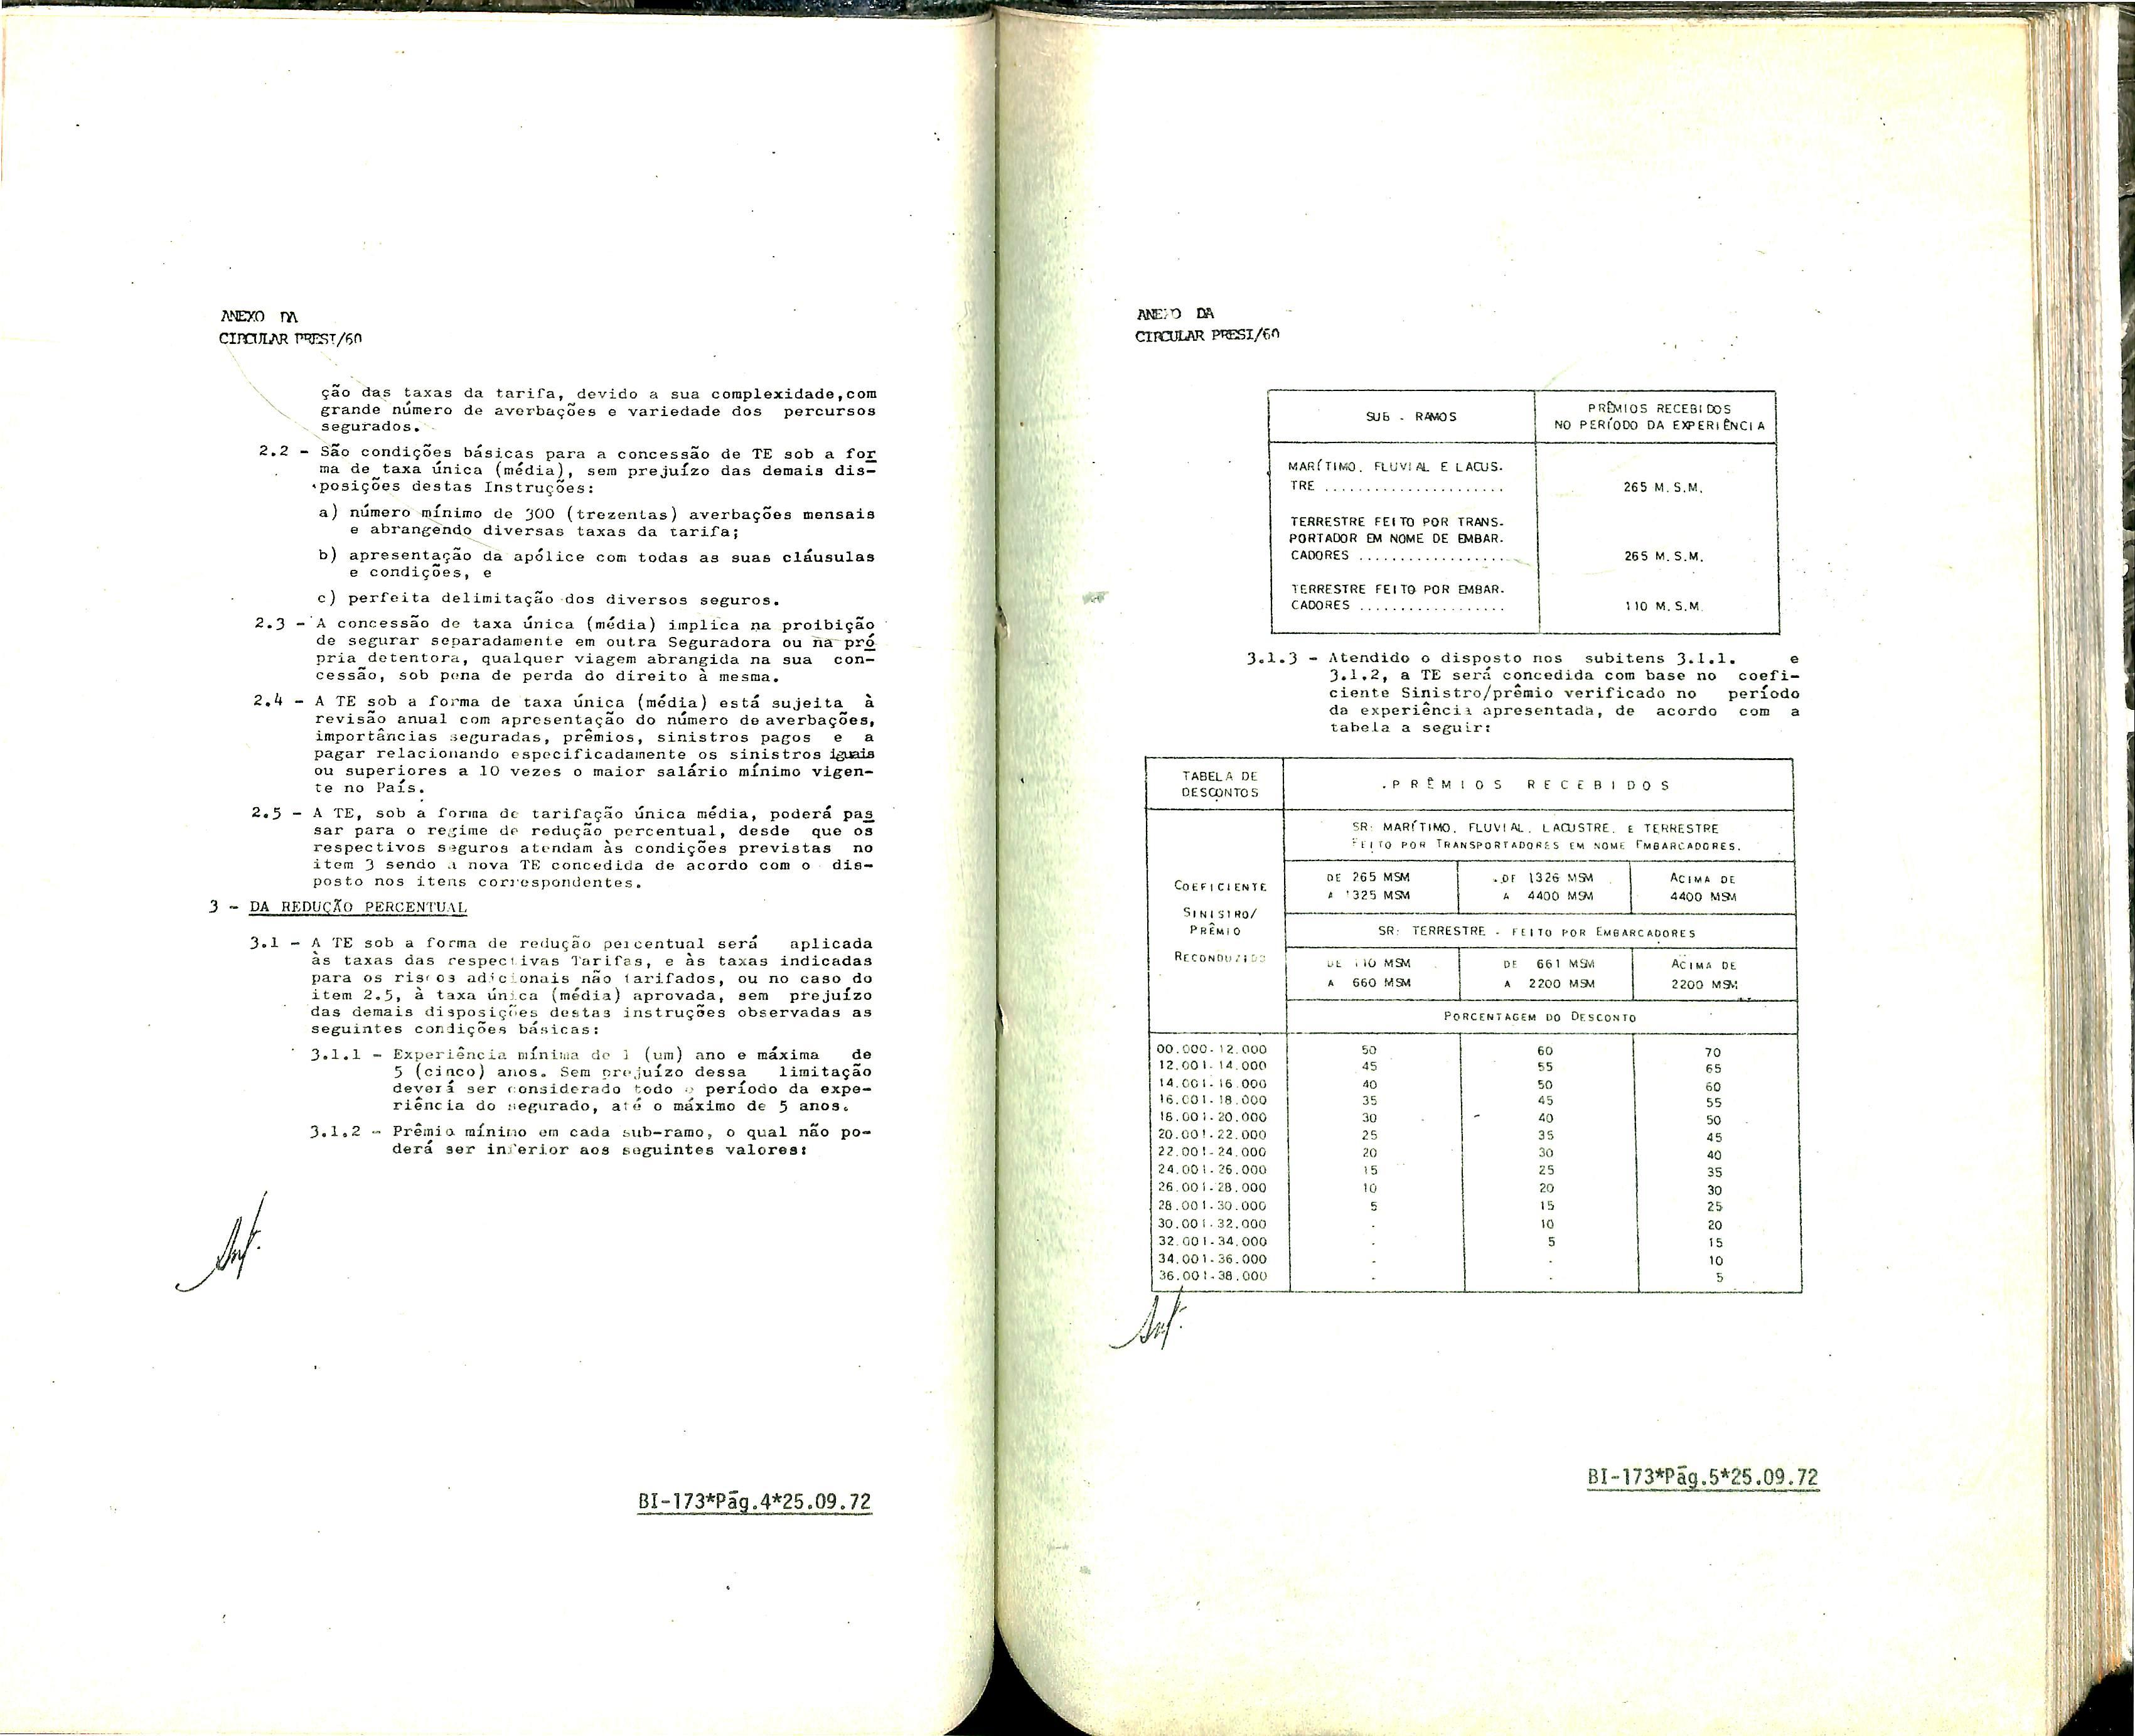 ANEXO DA
CIRCULAR PRESI/60
ção das taxas da tarifa, devido a sua complexidade,com
grande número de averbações e variedade dos percursos
segurados.
2.2 - São condições básicas para a concessão de TE sob a for
ma de taxa única (média), sem prejuízo das demais dis-
posições destas Instruções:
a) número mínimo de 300 (trezentas) averbações mensais
e abrangendo diversas taxas da tarifa;
b) apresentação da apólice com todas as suas cláusulas
e condições, e
c) perfeita delimitação dos diversos seguros.
2.3 - A concessão de taxa única (média) implica na proibição
de segurar separadamente em outra Seguradora ou na pró
pria detentora, qualquer viagem abrangida na sua con-
cessão, sob pena de perda do direito à mesma.
2.4 - A TE sob a forma de taxa única (média) está sujeita à
revisão anual com apresentação do número de averbações,
importâncias seguradas, prêmios, sinistros pagos e a
pagar relacionando especificadamente os sinistros iguais
ou superiores a 10 vezes o maior salário mínimo vigen-
te no País.
2.5 - A TE, sob a forma de tarifação única média, poderá pas
sar para o regime de redução percentual, desde que os
respectivos seguros atendam às condições previstas no
item 3 sendo a nova TE concedida de acordo com o dis-
posto nos itens correspondentes.
3 - DA REDUÇÃO PERCENTUAL
3.1 - A TE sob a forma de redução percentual será aplicada
às taxas das respectivas Tarifas, e às taxas indicadas
para os riscos adicionais não tarifados, ou no caso do
item 2.5, à taxa única (média) aprovada, sem prejuízo
das demais disposições destas instruções observadas as
seguintes condições básicas:
3.1.1 - Experiência mínima de 1 (um) ano e máxima de
5 (cinco) anos. Sem prejuízo dessa limitação
deverá ser considerado todo o período da expe-
riência do segurado, até o máximo de 5 anos.
3.1.2 - Prêmio mínimo em cada sub-ramo, o qual não po-
derá ser inferior aos seguintes valores:
BI-173*Pág.4*25.09.72
ANEXO DA
CIRCULAR PRESI/60
SUB - RAMOS
PRÊMIOS RECEBIDOS
NO PERÍODO DA EXPERIÊNCIA
MARÍTIMO, FLUVIAL E LACUS-
TRE ...................... 265 M.S.M.
TERRESTRE FEITO POR TRANS-
PORTADOR EM NOME DE EMBAR-
CADORES .................. 265 M.S.M.
TERRESTRE FEITO POR EMBAR-
CADORES .................. 110 M.S.M.
3.1.3 - Atendido o disposto nos subitens 3.1.1. e
3.1.2, a TE será concedida com base no coefi-
ciente Sinistro/prêmio verificado no período
da experiência apresentada, de acordo com a
tabela a seguir:
TABELA DE
DESCONTOS
PRÊMIOS RECEBIDOS
COEFICIENTE
SINISTRO/
PRÊMIO
RECONDUZIDO
SR: MARÍTIMO, FLUVIAL, LACUSTRE, E TERRESTRE
FEITO POR TRANSPORTADORES EM NOME EMBARCADORES.
DE 265 MSM
A 1325 MSM
DE 1326 MSM
A 4400 MSM
ACIMA DE
4400 MSM
SR: TERRESTRE - FEITO POR EMBARCADORES
DE 110 MSM
A 660 MSM
DE 661 MSM
A 2200 MSM
ACIMA DE
2200 MSM
PORCENTAGEM DO DESCONTO
00.000-12.000 50 60 70
12.001-14.000 45 55 65
14.001-16.000 40 50 60
16.001-18.000 35 45 55
18.001-20.000 30 40 50
20.001-22.000 25 35 45
22.001-24.000 20 30 40
24.001-26.000 15 25 35
26.001-28.000 10 20 30
28.001-30.000 5 15 25
30.001-32.000 - 10 20
32.001-34.000 - 5 15
34.001-36.000 - - 10
36.001-38.000 - - 5
BI-173*Pág.5*25.09.72